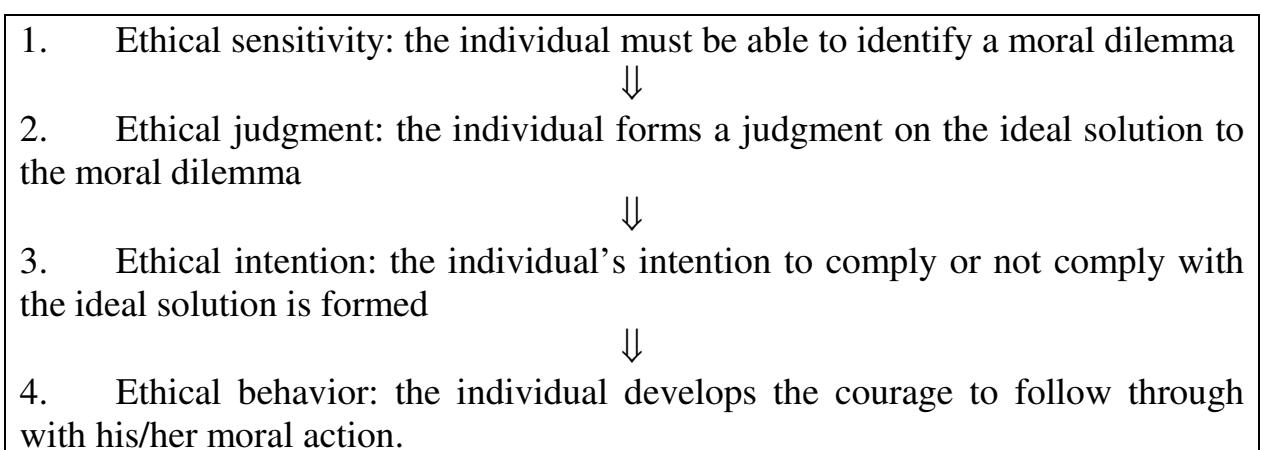 1. Ethical sensitivity: the individual must be able to identify a moral dilemma
⇓
2. Ethical judgment: the individual forms a judgment on the ideal solution to
the moral dilemma
⇓
3. Ethical intention: the individual’s intention to comply or not comply with
the ideal solution is formed
⇓
4. Ethical behavior: the individual develops the courage to follow through
with his/her moral action.